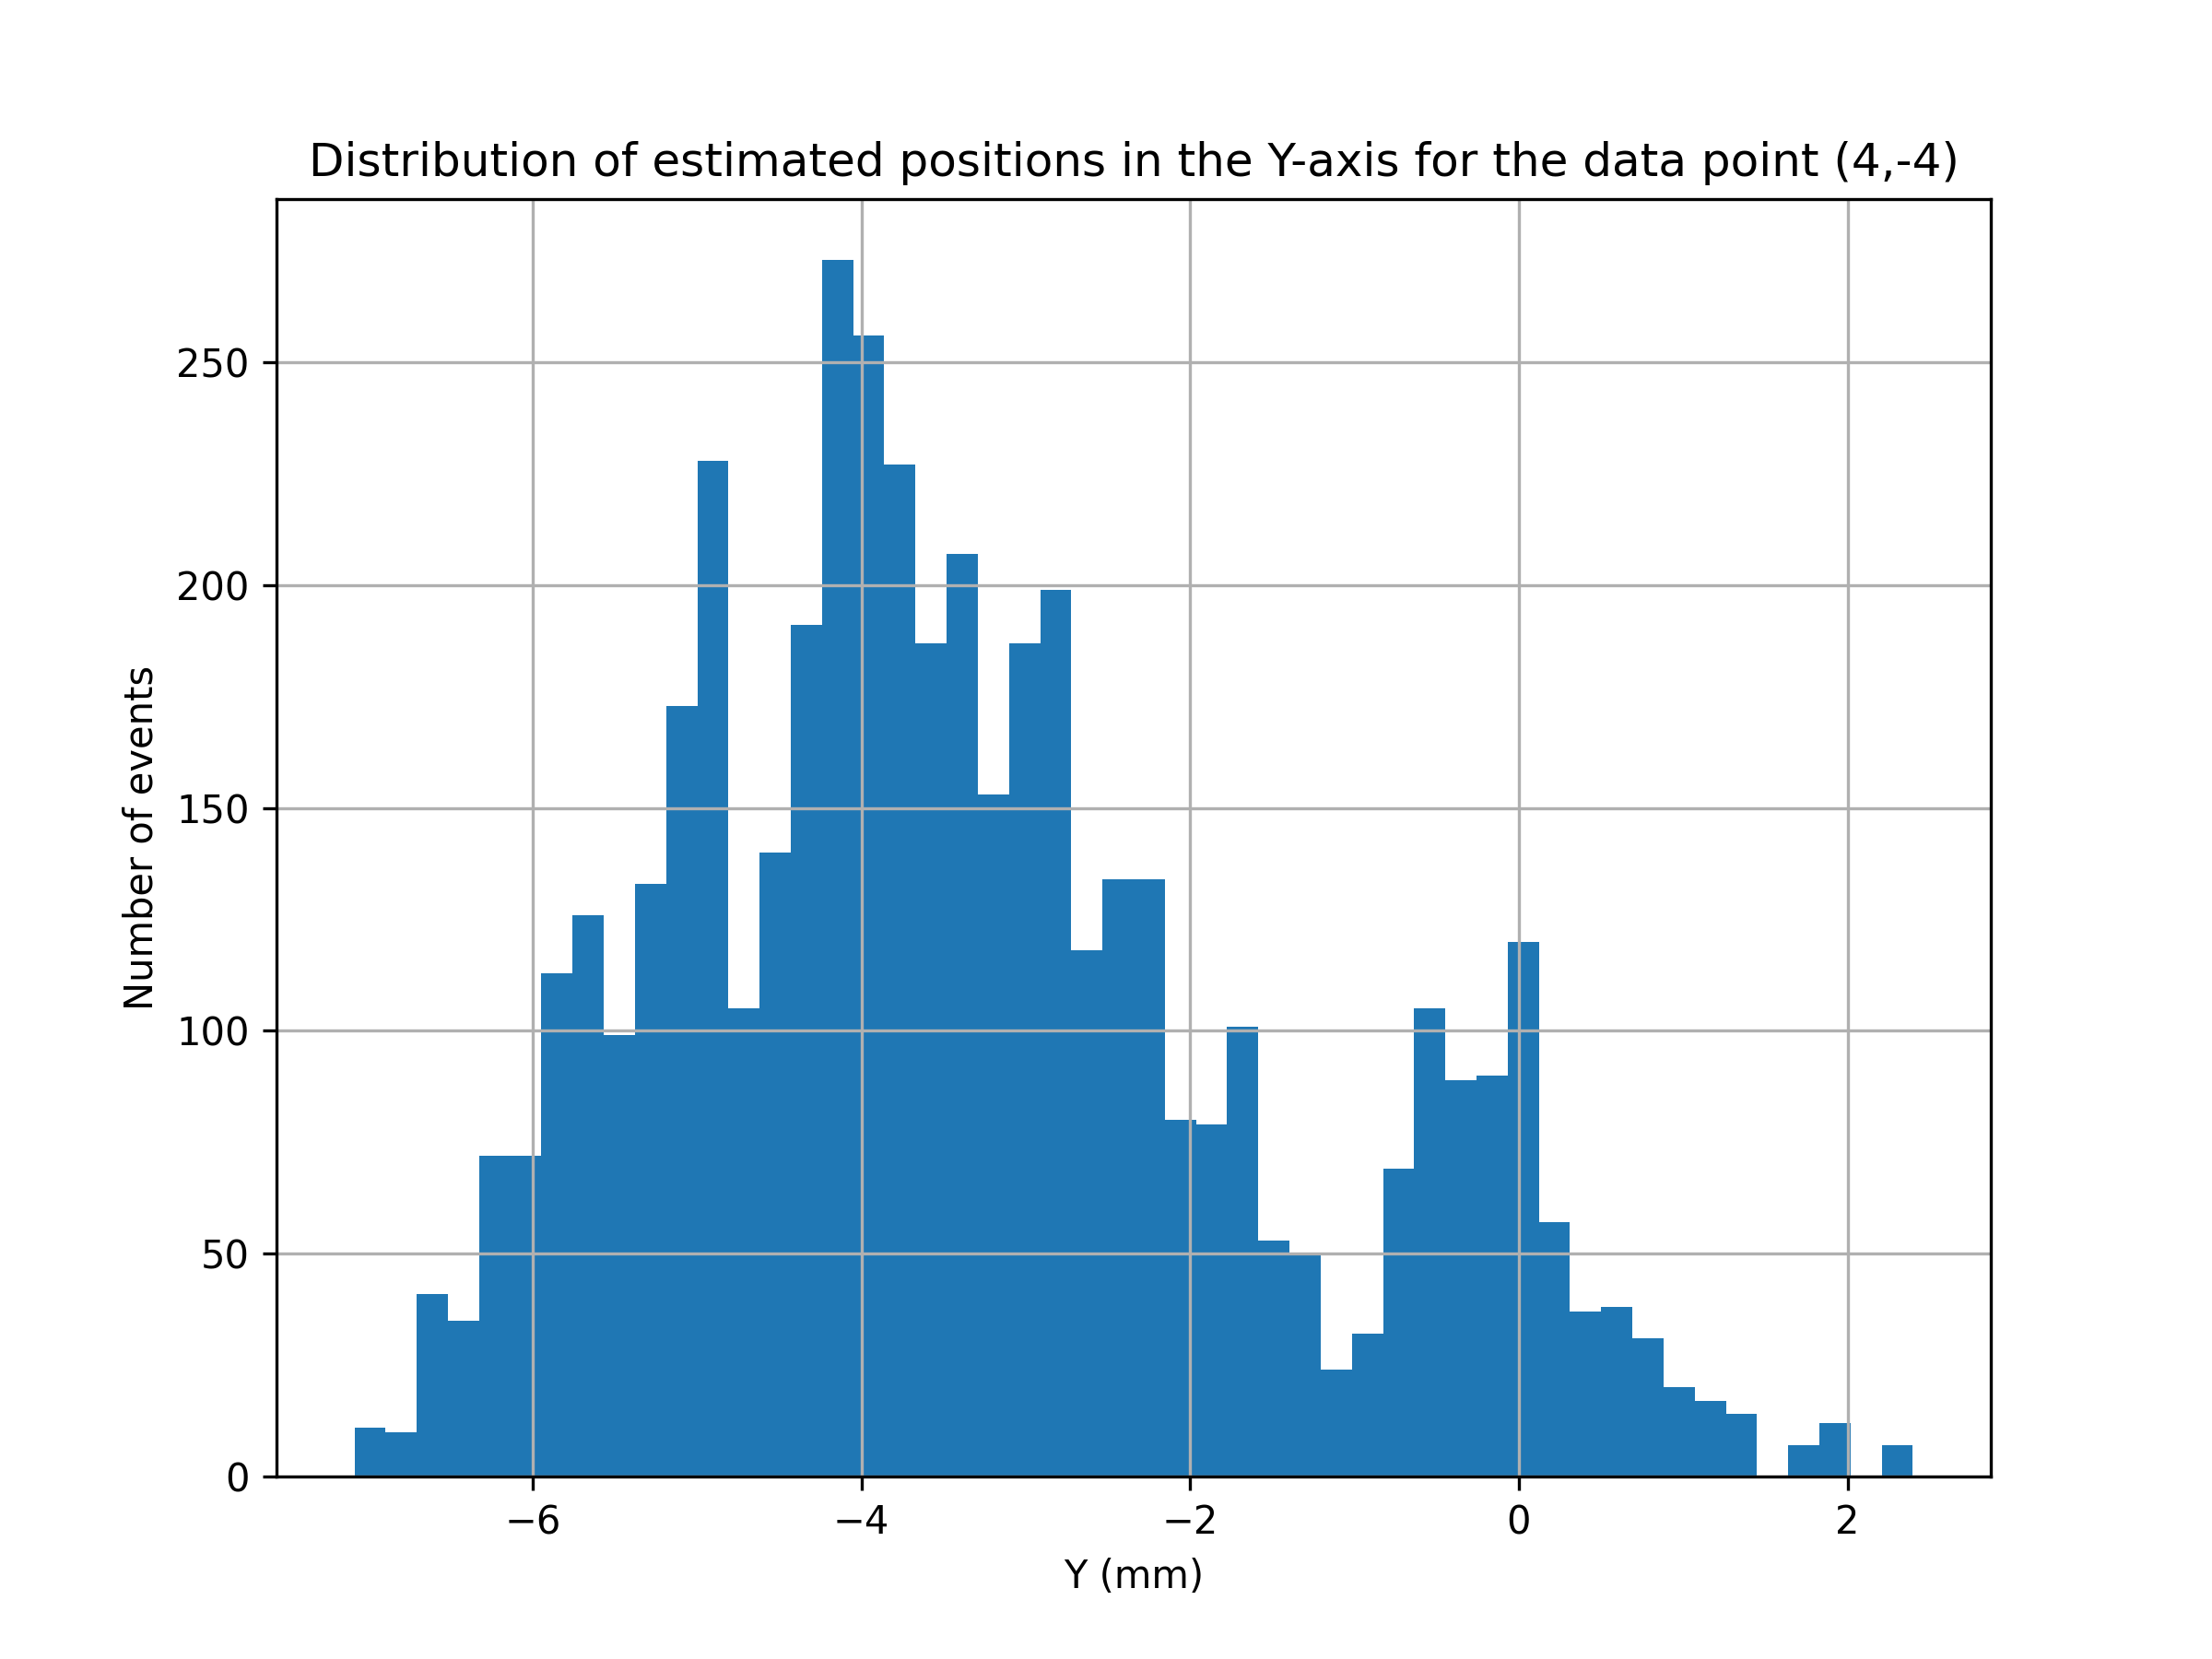 Distribution of estimated positions in the Y-axis for the data point (4,-4)
250
200
150
100
50
0
Number of events
−6 −4 −2 0 2
Y (mm)